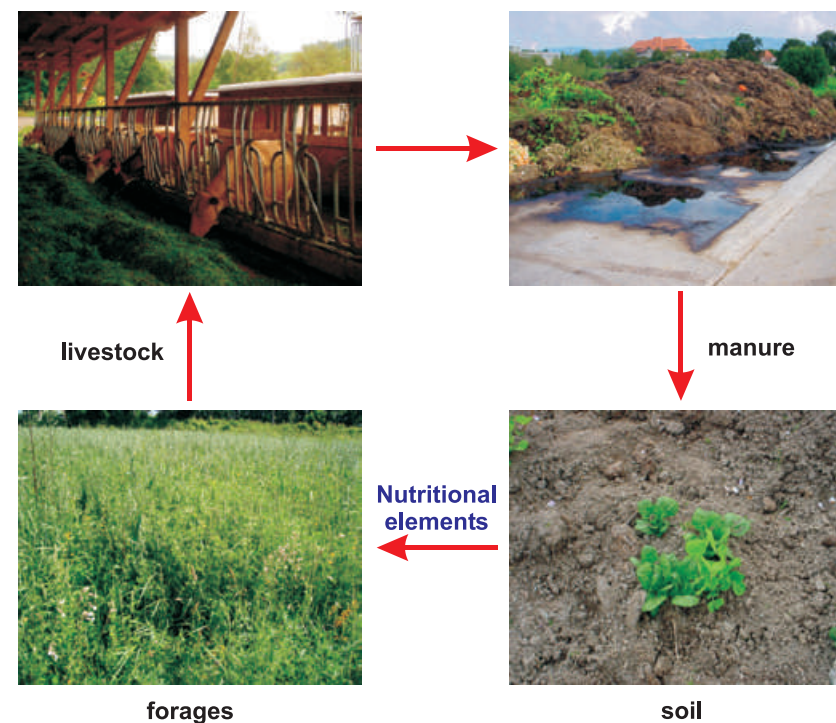 livestock
manure
Nutritional
elements
forages
soil